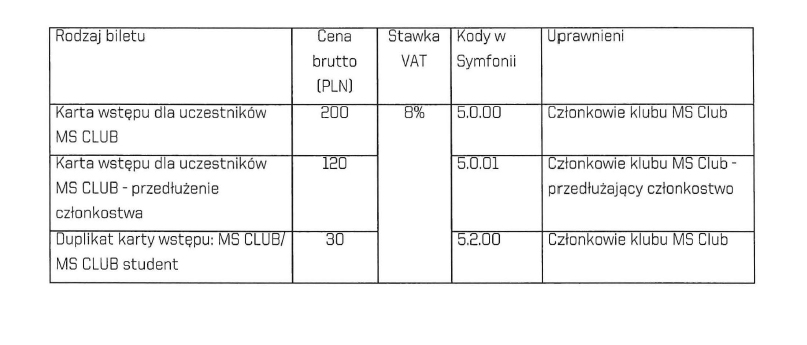 Rodzaj biletu
Cena
brutto
(PLN)
Stawka
VAT
Kody w
Symfonii
Uprawnieni
Karta wstępu dla uczestników
MS CLUB
200
8%
5.0.00
Członkowie klubu MS Club
Karta wstępu dla uczestników
MS CLUB - przedłużenie
członkostwa
120
5.0.01
Członkowie klubu MS Club -
przedłużający członkostwo
Duplikat karty wstępu: MS CLUB/
MS CLUB student
30
5.2.00
Członkowie klubu MS Club